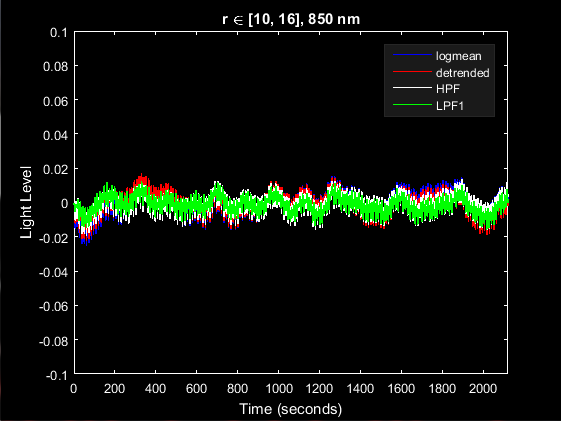 r ∈ [10, 16], 850 nm
0.1
0.08
0.06
0.04
0.02
0
-0.02
-0.04
-0.06
-0.08
-0.1
Light Level
logmean
detrended
HPF
LPF1
0 200 400 600 800 1000 1200 1400 1600 1800 2000
Time (seconds)